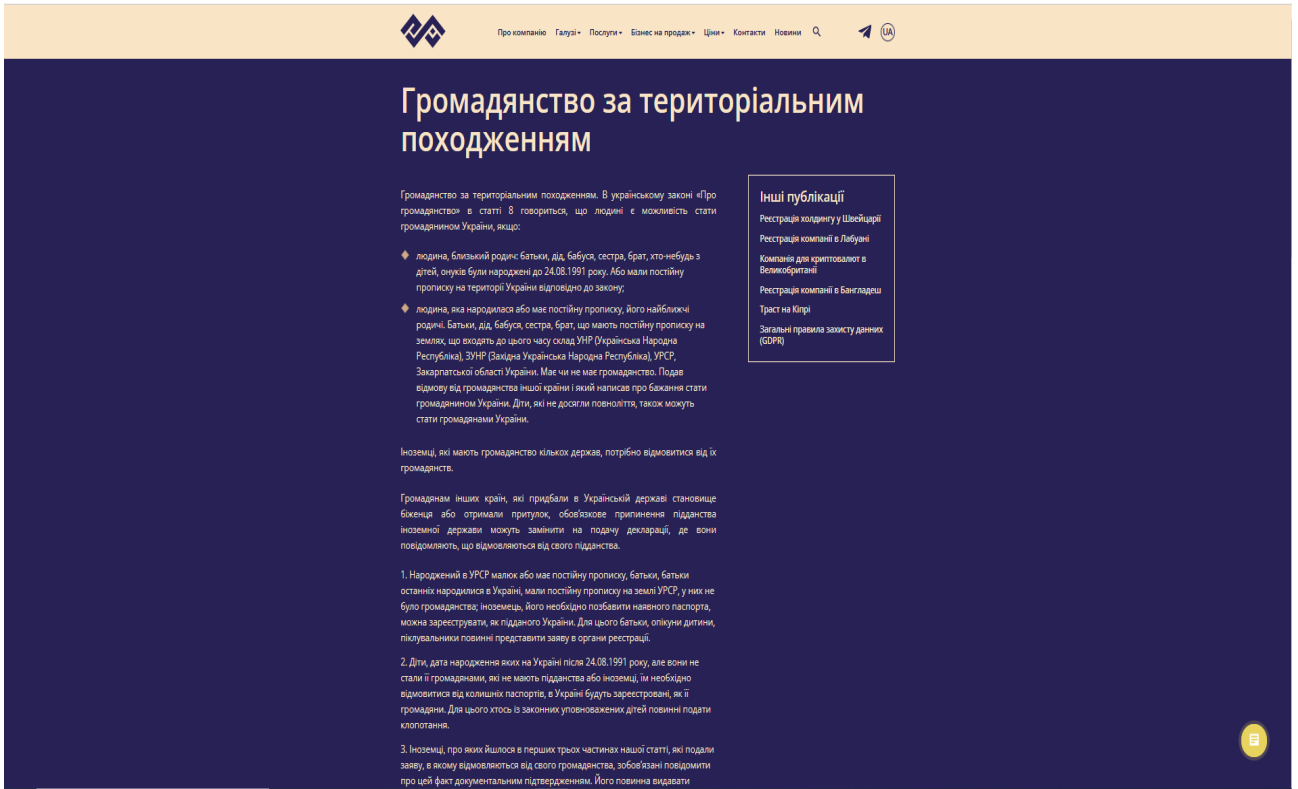 Про компанію Галузі Послуги Бізнес на продаж Ціни Контакти Новини UA
Громадянство за територіальним
походженням
Громадянство за територіальним походженням. В українському законі «Про
громадянство» в статті 8 говориться, що людині є можливість стати
громадянином України, якщо:
людина, близький родич: батьки, дід, бабуся, сестра, брат, хто-небудь з
дітей, онуків були народжені до 24.08.1991 року. Або мали постійну
прописку на території України відповідно до закону;
людина, яка народилася або має постійну прописку, його найближчі
родичі. Батьки, дід, бабуся, сестра, брат, що мають постійну прописку на
землях, що входять до цього часу склад УНР (Українська Народна
Республіка), ЗУНР (Західна Українська Народна Республіка), УРСР,
Закарпатської області України. Має чи не має громадянство. Подав
відмову від громадянства іншої країни і який написав про бажання стати
громадянином України. Діти, які не досягли повноліття, також можуть
стати громадянами України.
Іноземці, які мають громадянство кількох держав, потрібно відмовитися від їх
громадянств.
Громадянам інших країн, які придбали в Українській державі становище
біженця або отримали притулок, обов'язкове припинення підданства
іноземної держави можуть замінити на подачу декларації, де вони
повідомляють, що відмовляються від свого підданства.
1. Народжений в УРСР малюк або має постійну прописку, батьки, батьки
останніх народилися в Україні, мали постійну прописку на землі УРСР, у них не
було громадянства; іноземець, його необхідно позбавити наявного паспорта,
можна зареєструвати, як підданого України. Для цього батьки, опікуни дитини,
піклувальники повинні представити заяву в органи реєстрації.
2. Діти, дата народження яких на Україні після 24.08.1991 року, але вони не
стали її громадянами, які не мають підданства або іноземці, їм необхідно
відмовитися від колишніх паспортів, в Україні будуть зареєстровані, як її
громадяни. Для цього хтось із законних уповноважених дітей повинні подати
клопотання.
3. Іноземці, про яких йшлося в перших трьох частинах нашої статті, які подали
заяву, в якому відмовляються від свого громадянства, зобов'язані повідомити
про цей факт документальним підтвердженням. Його повинна видавати
Інші публікації
Реєстрація холдингу у Швейцарії
Реєстрація компанії в Лабуані
Компанія для криптовалют в
Великобританії
Реєстрація компанії в Бангладеш
Траст на Кіпрі
Загальні правила захисту данних
(GDPR)